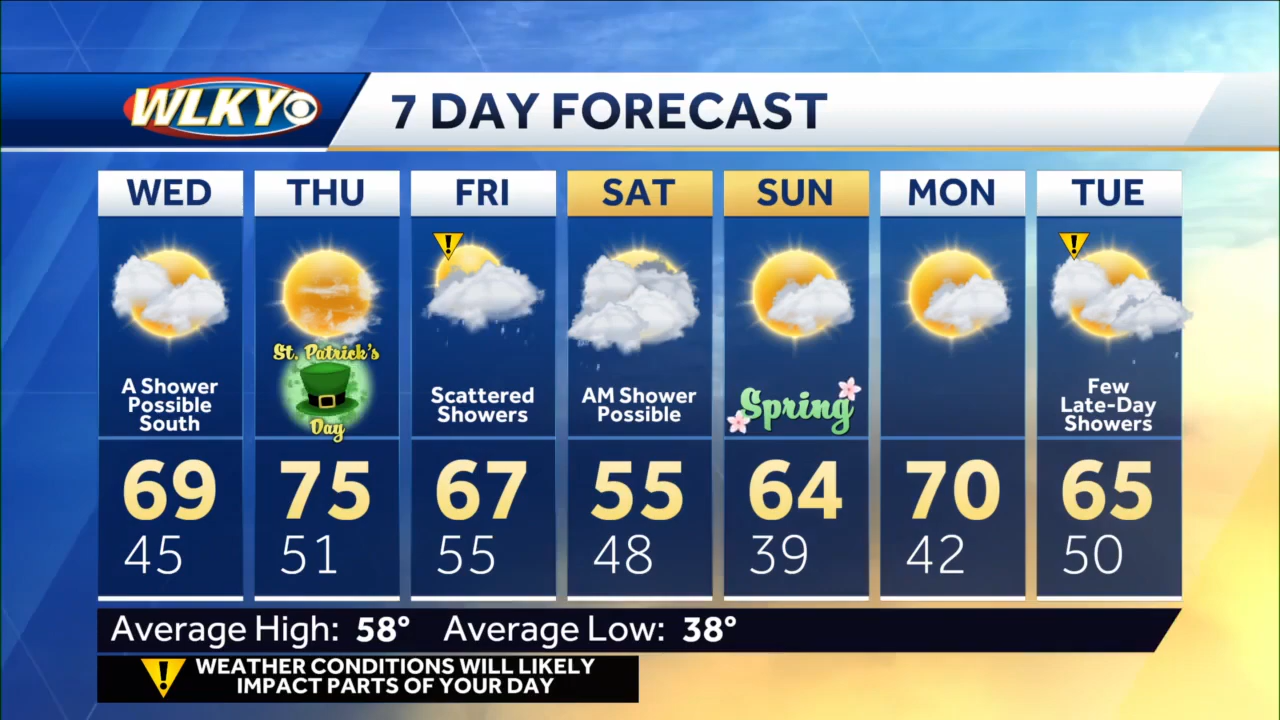 WLKY
7 DAY FORECAST
WED
THU
FRI
SAT
SUN
MON
TUE
!
!
St. Patrick's
Day
A Shower
Possible
South
Scattered
Showers
AM Shower
Possible
Spring
Few
Late-Day
Showers
69
75
67
55
64
70
65
45
51
55
48
39
42
50
Average High: 58° Average Low: 38°
!
WEATHER CONDITIONS WILL LIKELY
IMPACT PARTS OF YOUR DAY